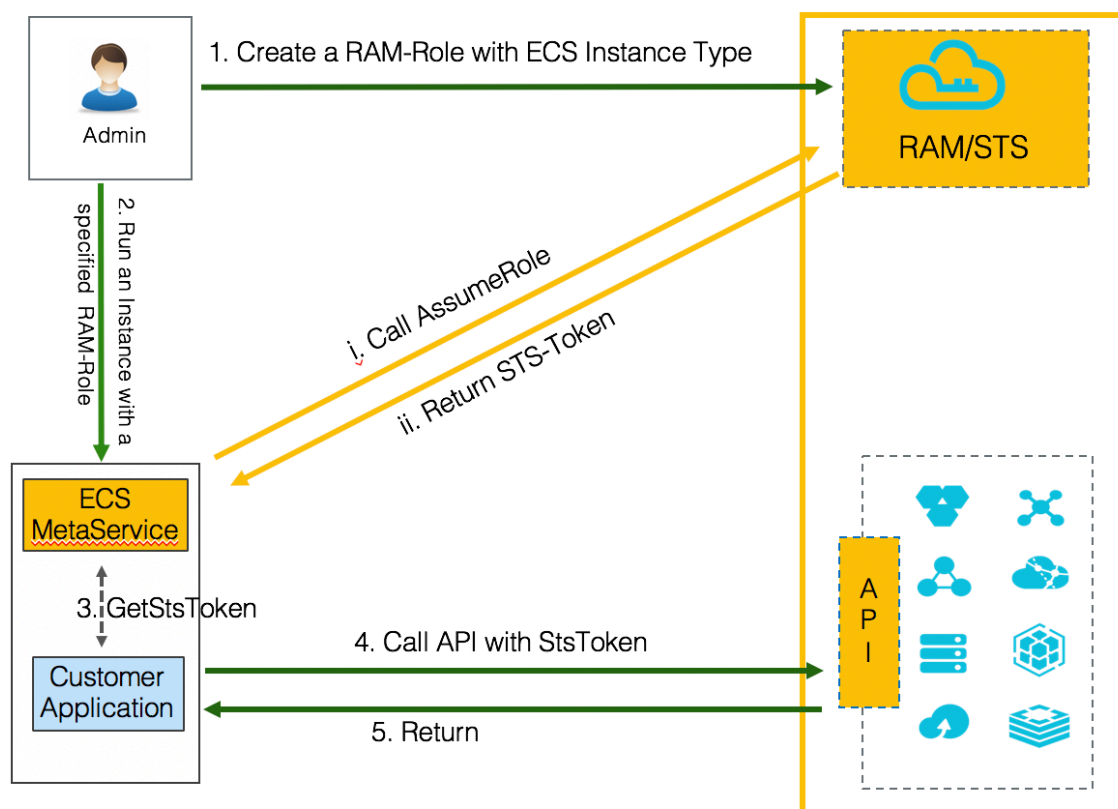 1. Create a RAM-Role with ECS Instance Type
Admin
RAM/STS
2. Run an Instance with a
specified RAM-Role
i. Call AssumeRole
ii. Return STS-Token
ECS
MetaService
3. GetStsToken
Customer
Application
4. Call API with StsToken
5. Return
A
P
I